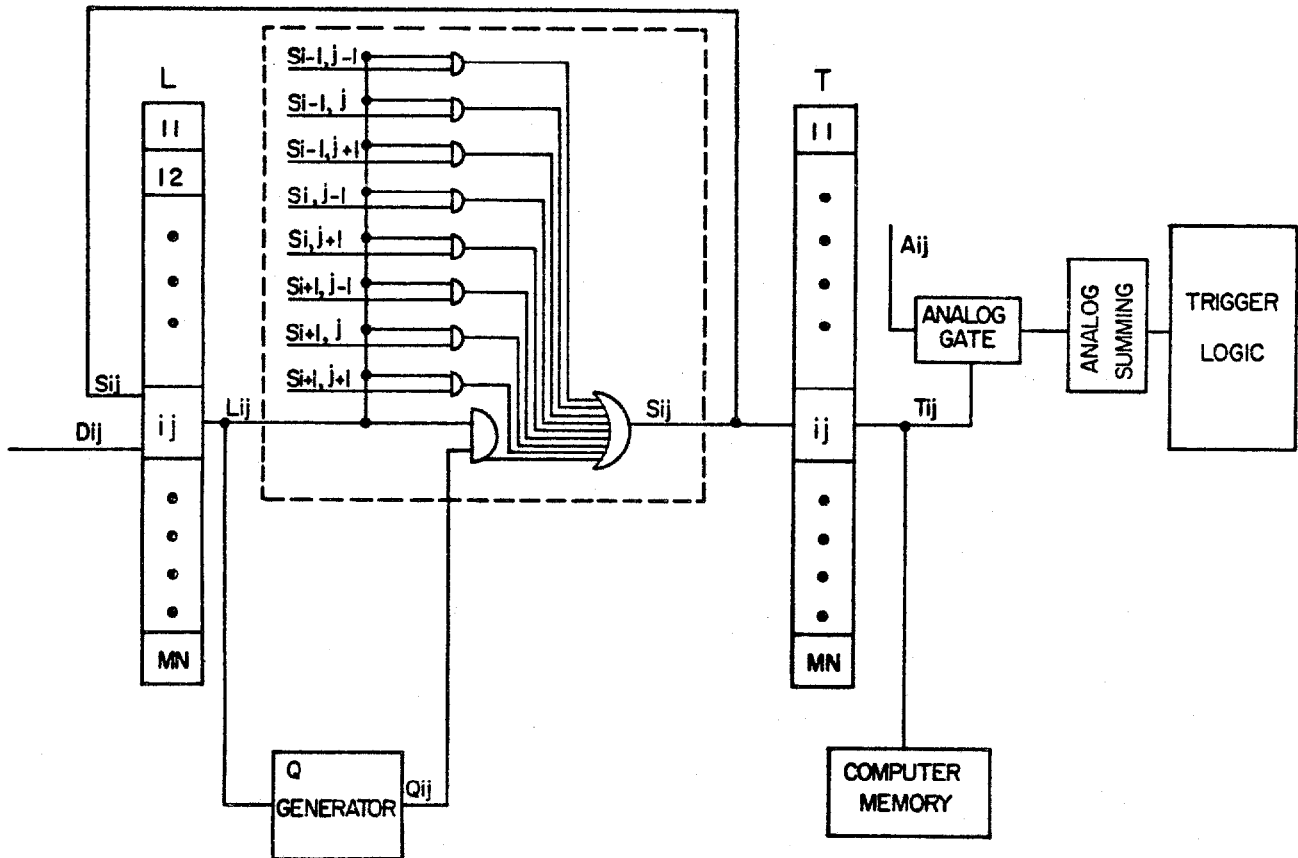 L
11
12
Sij
Dij
ij
MN
Lij
Si-1, j-1
Si-1, j
Si-1, j+1
Si, j-1
Si, j+1
Si+1, j-1
Si+1, j
Si+1, j+1
Sij
Q
GENERATOR
Qij
T
11
ij
MN
Tij
Aij
ANALOG
GATE
ANALOG
SUMMING
TRIGGER
LOGIC
COMPUTER
MEMORY